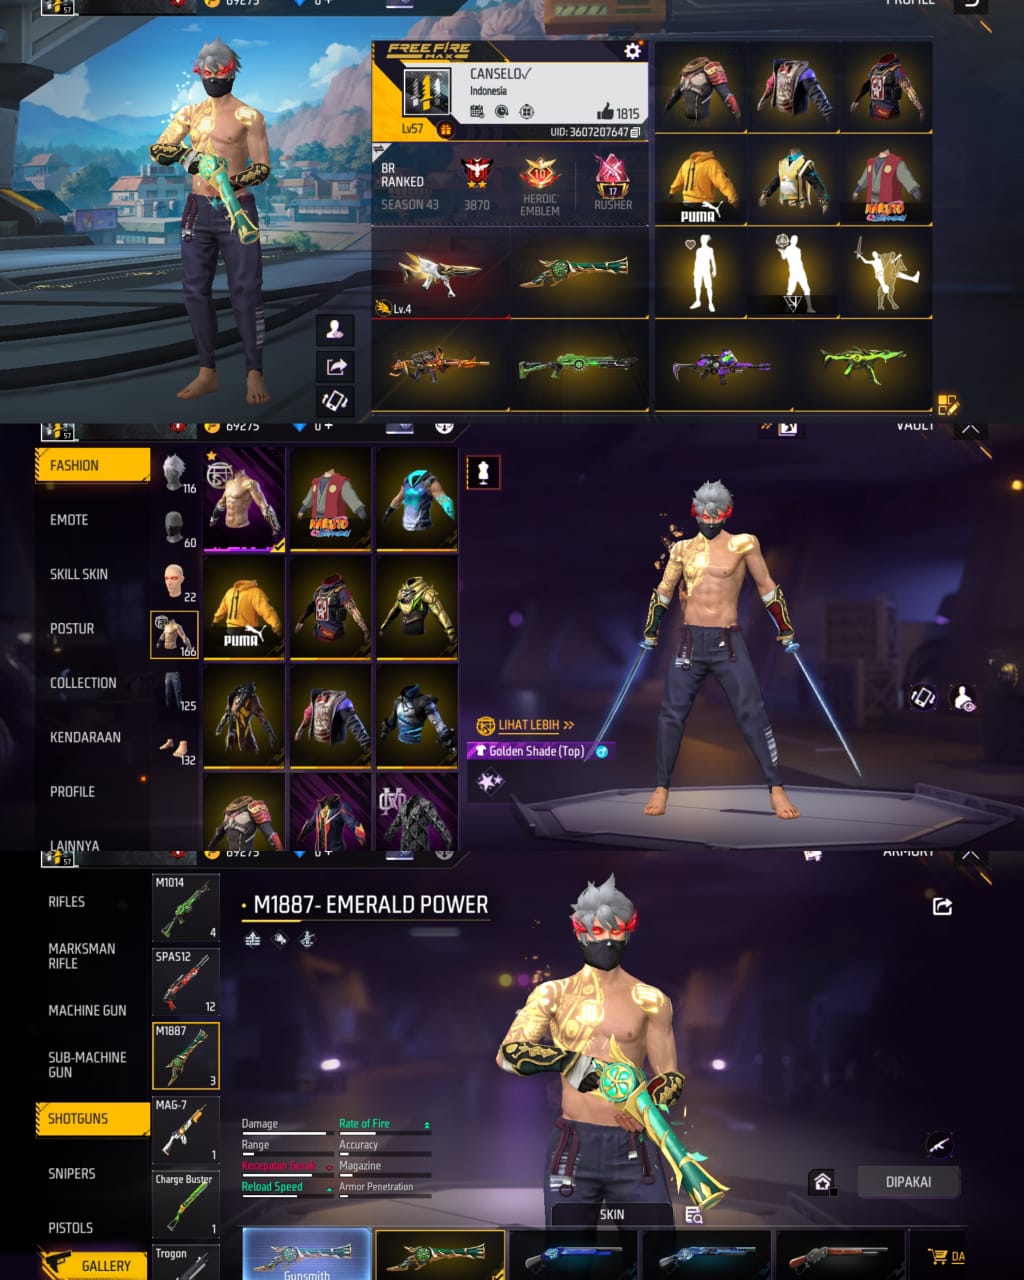 57
69275
0 +
PROFILE
FREE FIRE
MAX
CANSELO✓
Indonesia
1815
Lv57
UID: 3607207647
BR
RANKED
SEASON 43
3870
10
HEROIC
EMBLEM
17
RUSHER
PUMA
NARUTO
Lv.4
57
69275
0 +
VAULT
FASHION
EMOTE
SKILL SKIN
POSTUR
COLLECTION
KENDARAAN
PROFILE
LAINNYA
116
60
22
166
125
132
NARUTO
PUMA
LIHAT LEBIH >>
Golden Shade (Top)
57
69275
0 +
ARMORY
RIFLES
MARKSMAN
RIFLE
MACHINE GUN
SUB-MACHINE
GUN
SHOTGUNS
SNIPERS
PISTOLS
GALLERY
M1014
4
SPAS12
12
M1887
3
MAG-7
1
Charge Buster
1
Trogon
M1887- EMERALD POWER
Damage
Rate of Fire
Range
Accuracy
Kecepatan Gerak
Magazine
Reload Speed
Armor Penetration
DIPAKAI
SKIN
Gunsmith
DA